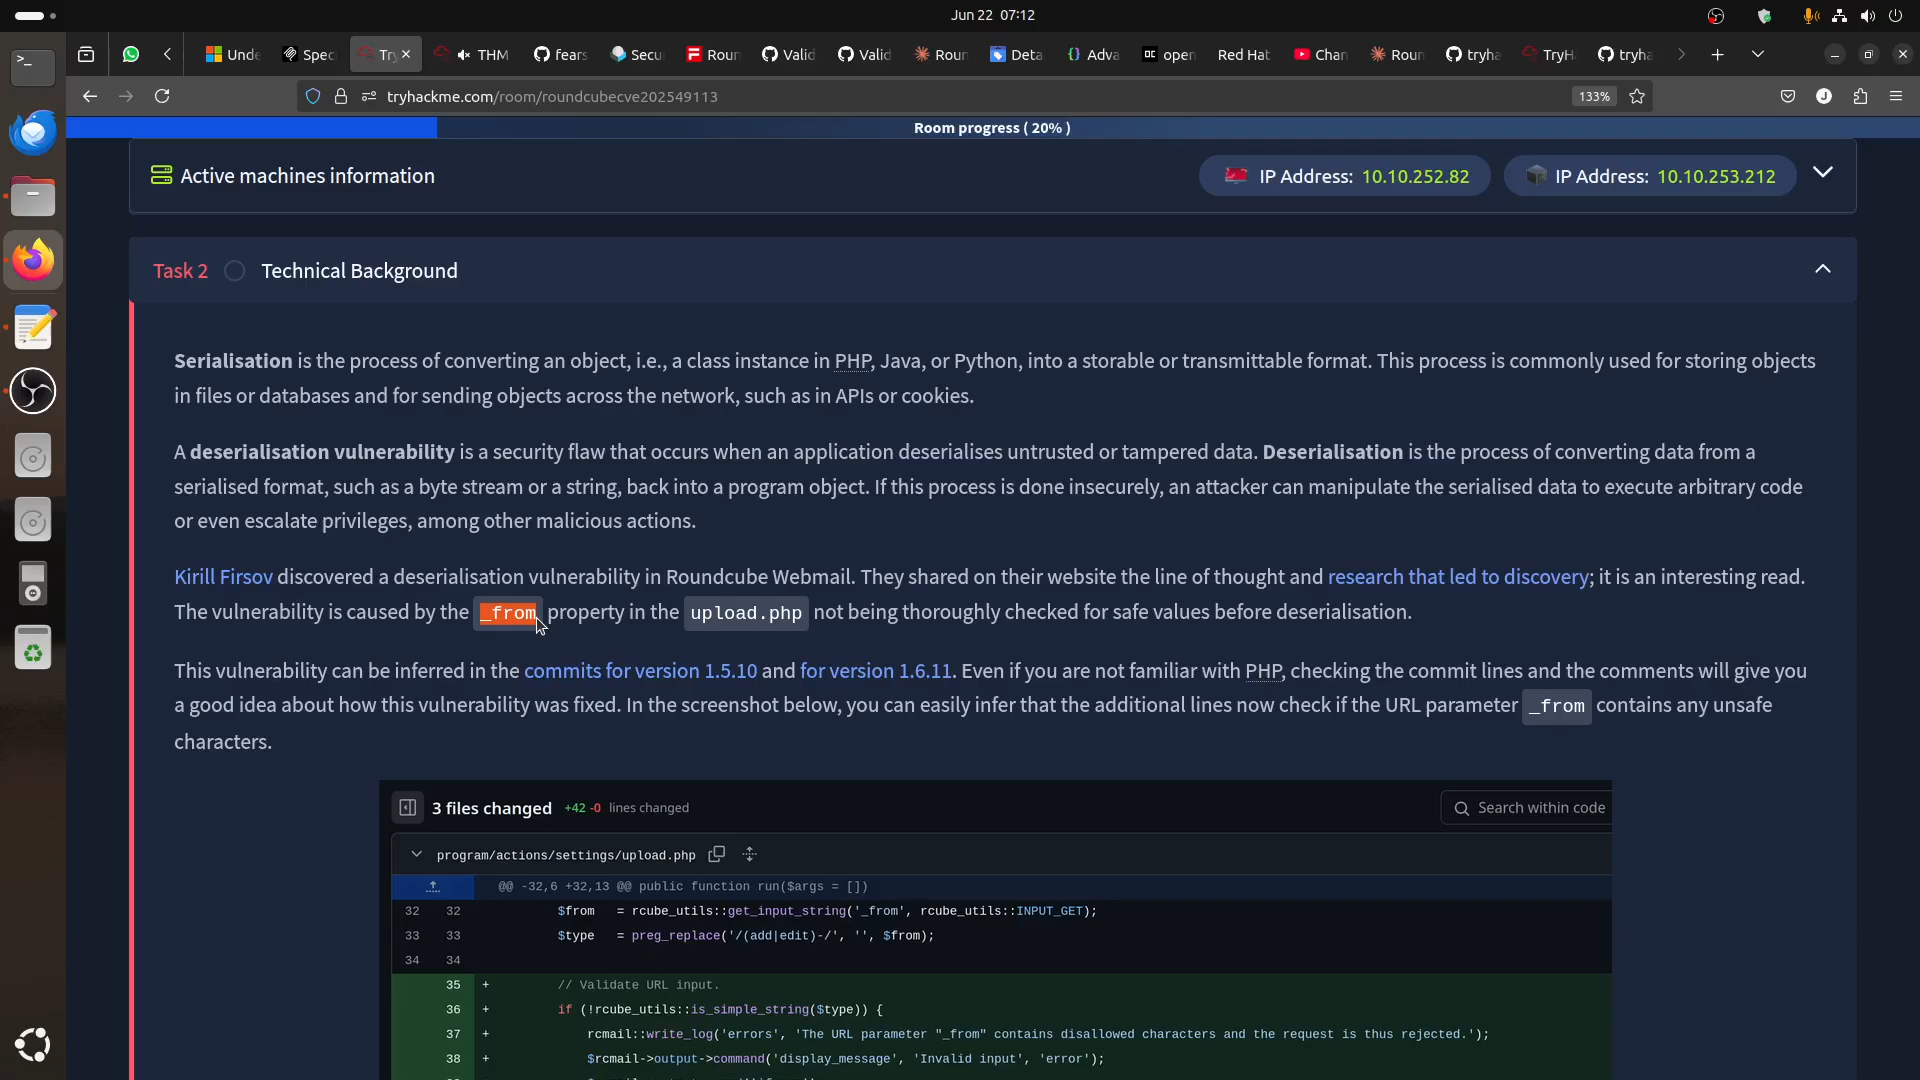 Jun 22 07:12
Unde
Spec
Try
THM
fears
Secu
Roun
Valid
Valid
Roun
Deta
Adva
open
Red Hat
Chan
Roun
tryha
TryH
tryha
tryhackme.com/room/roundcubecve202549113
133%
J
Room progress ( 20% )
Active machines information
IP Address: 10.10.252.82
IP Address: 10.10.253.212
Task 2
Technical Background
Serialisation is the process of converting an object, i.e., a class instance in PHP, Java, or Python, into a storable or transmittable format. This process is commonly used for storing objects
in files or databases and for sending objects across the network, such as in APIs or cookies.
A deserialisation vulnerability is a security flaw that occurs when an application deserialises untrusted or tampered data. Deserialisation is the process of converting data from a
serialised format, such as a byte stream or a string, back into a program object. If this process is done insecurely, an attacker can manipulate the serialised data to execute arbitrary code
or even escalate privileges, among other malicious actions.
Kirill Firsov discovered a deserialisation vulnerability in Roundcube Webmail. They shared on their website the line of thought and research that led to discovery; it is an interesting read.
The vulnerability is caused by the _from property in the upload.php not being thoroughly checked for safe values before deserialisation.
This vulnerability can be inferred in the commits for version 1.5.10 and for version 1.6.11. Even if you are not familiar with PHP, checking the commit lines and the comments will give you
a good idea about how this vulnerability was fixed. In the screenshot below, you can easily infer that the additional lines now check if the URL parameter _from contains any unsafe
characters.
3 files changed +42 -0 lines changed
Search within code
program/actions/settings/upload.php
@@ -32,6 +32,13 @@ public function run($args = [])
32 32 $from = rcube_utils::get_input_string('_from', rcube_utils::INPUT_GET);
33 33 $type = preg_replace('/(add|edit)-/', '', $from);
34 34
35 + // Validate URL input.
36 + if (!rcube_utils::is_simple_string($type)) {
37 + rcmail::write_log('errors', 'The URL parameter "_from" contains disallowed characters and the request is thus rejected.');
38 + $rcmail->output->command('display_message', 'Invalid input', 'error');